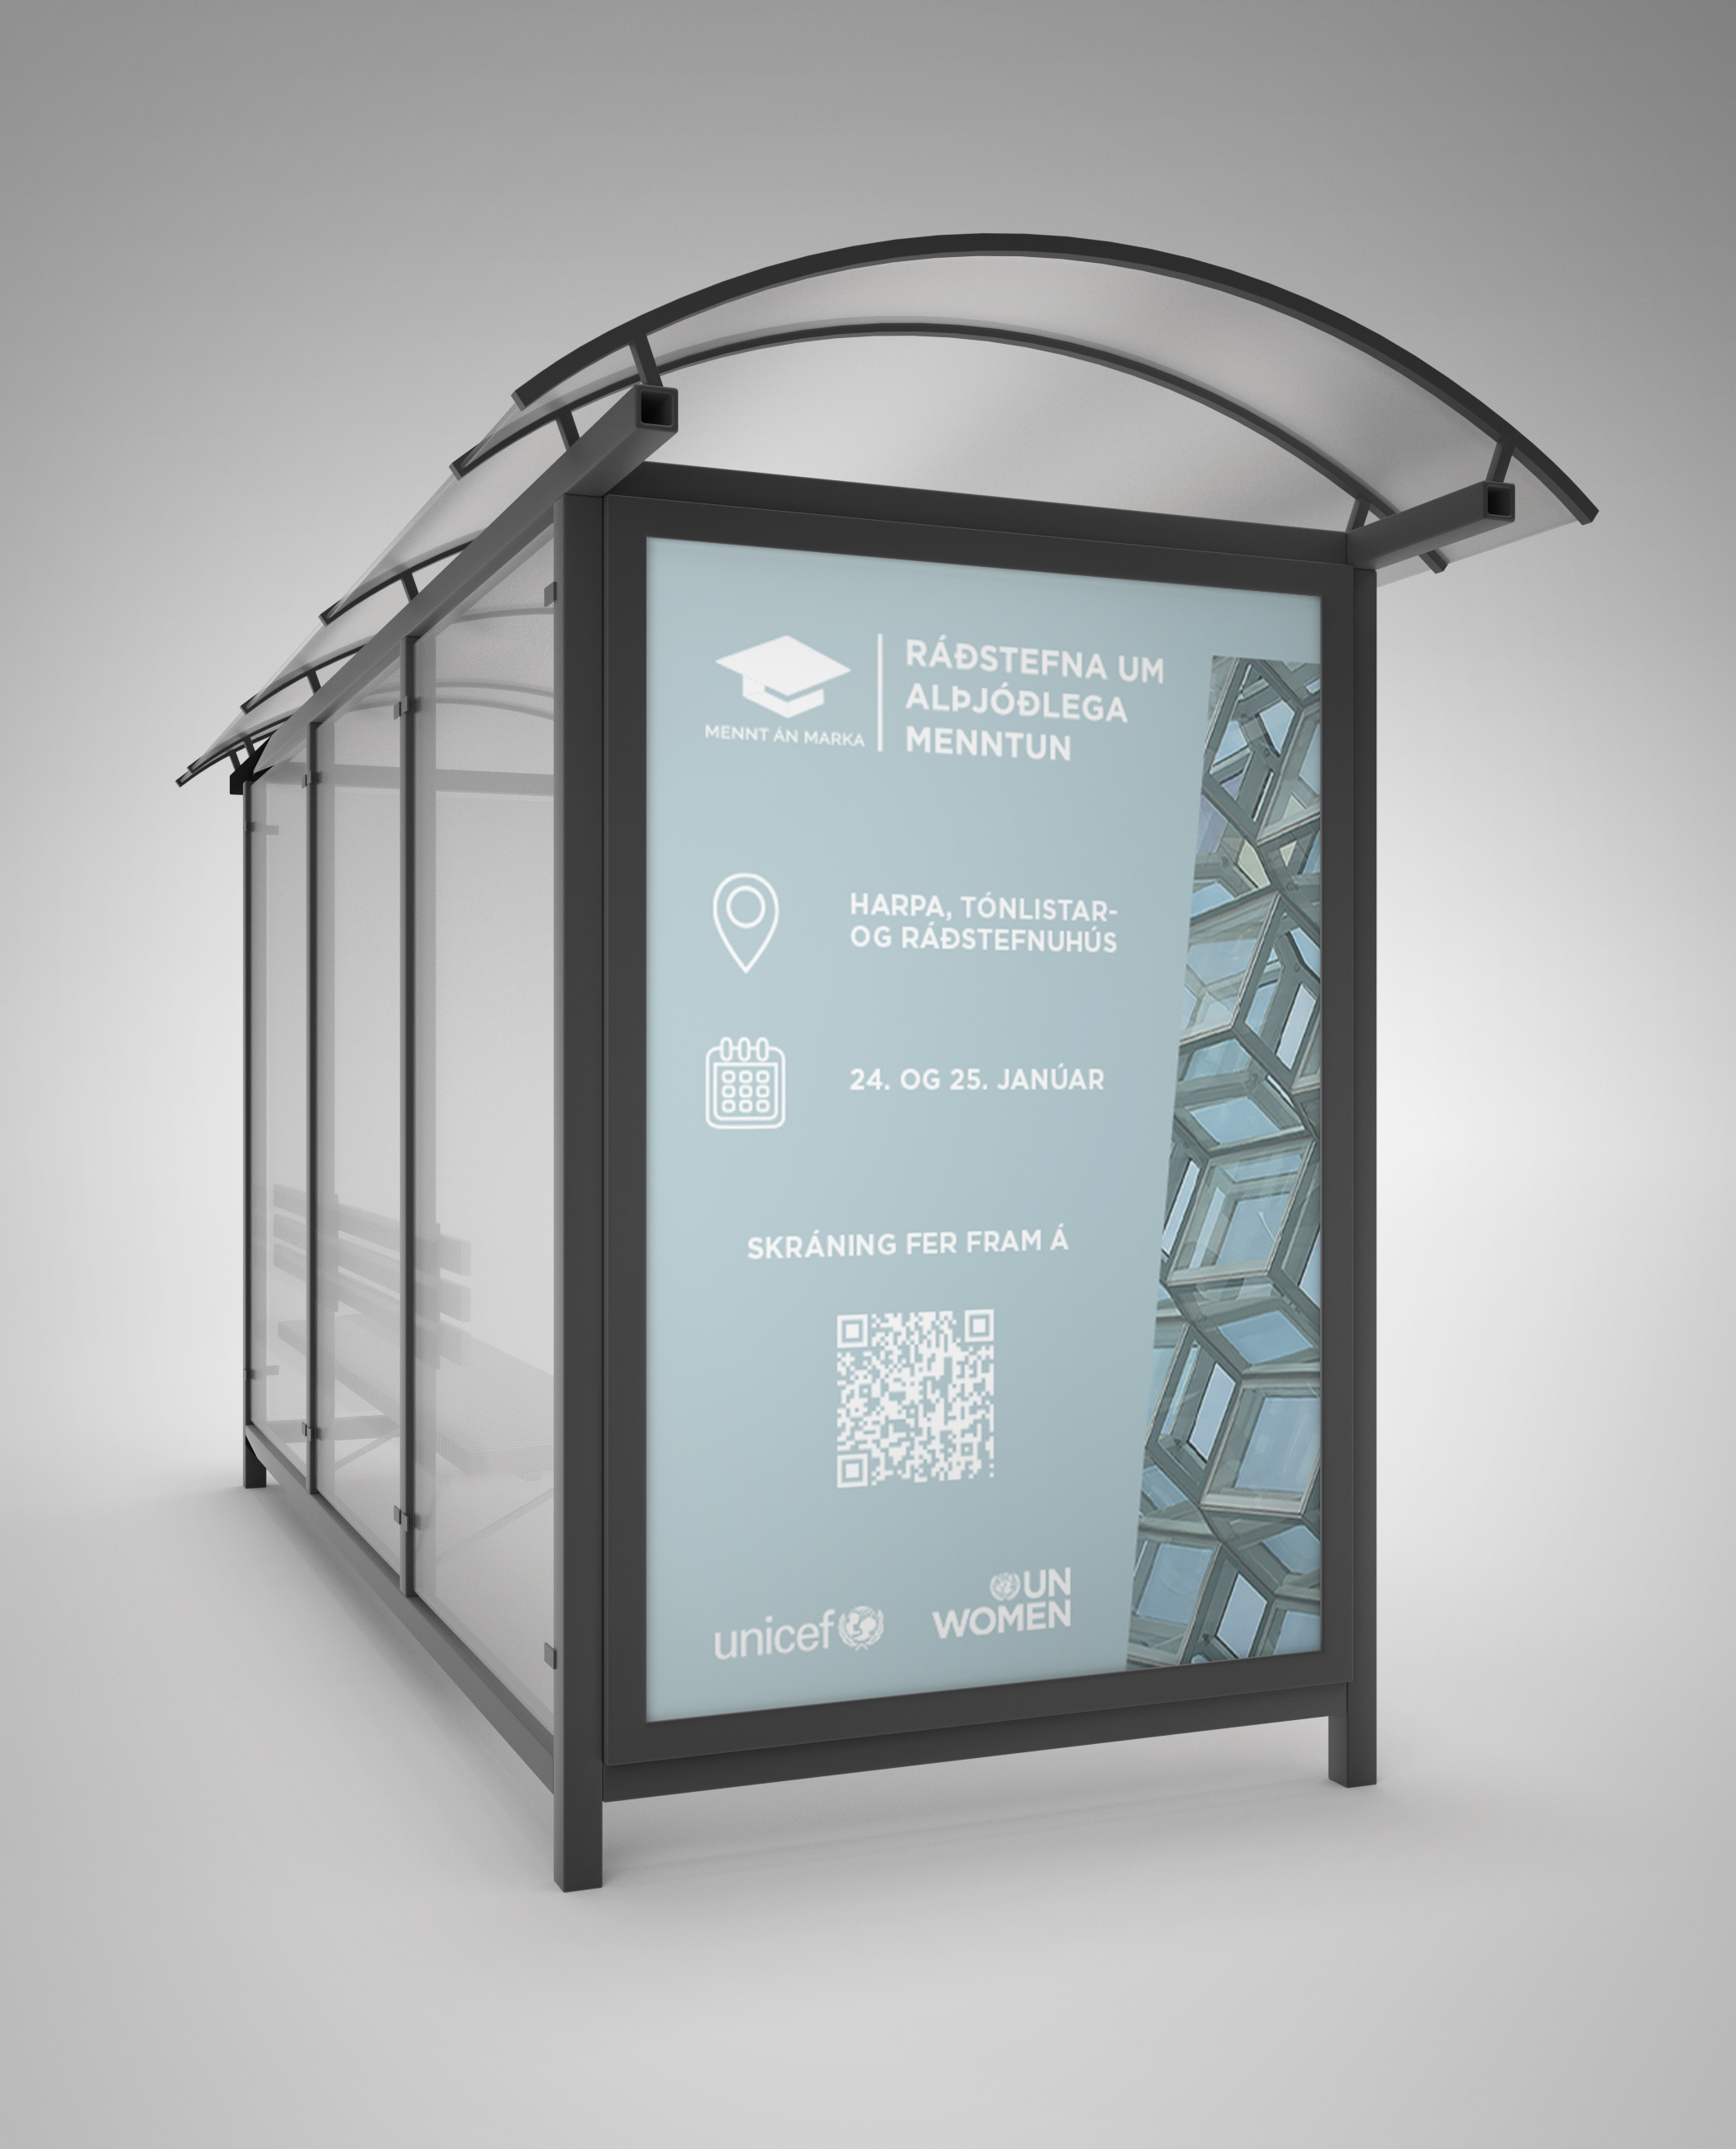 MENNT ÁN MARKA
RÁÐSTEFNA UM
ALÞJÓÐLEGA
MENNTUN
HARPA, TÓNLISTAR-
OG RÁÐSTEFNUHÚS
24. OG 25. JANÚAR
SKRÁNING FER FRAM Á
unicef
UN
WOMEN